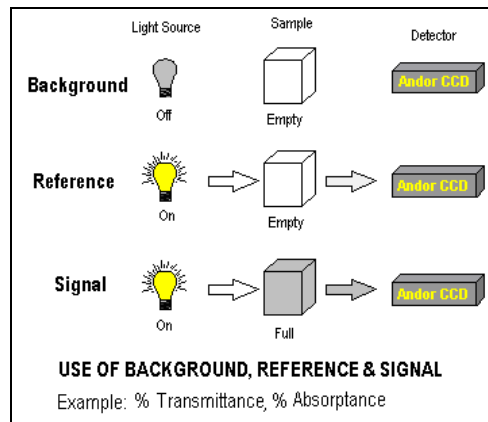 Light Source
Sample
Detector
Background
Off
Empty
Andor CCD
Reference
On
Empty
Andor CCD
Signal
On
Full
Andor CCD
USE OF BACKGROUND, REFERENCE & SIGNAL
Example: % Transmittance, % Absorptance